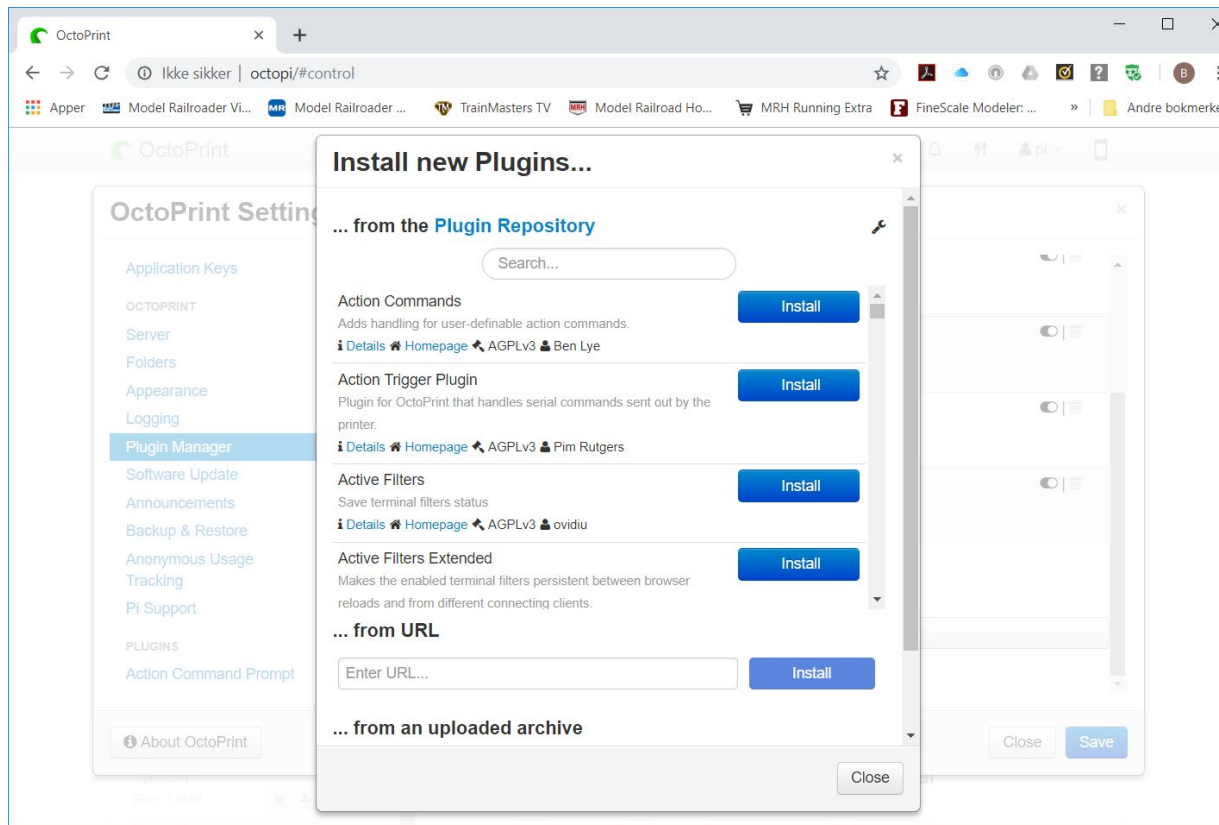 OctoPrint
Ikke sikker | octopi/#control
Apper Model Railroader Vi... Model Railroader ... TrainMasters TV Model Railroad Ho... MRH Running Extra FineScale Modeler: ... » Andre bokmerke
OctoPrint pi
OctoPrint Setting
Install new Plugins...
... from the Plugin Repository
Search...
Action Commands
Adds handling for user-definable action commands.
Details Homepage AGPLv3 Ben Lye
Install
Action Trigger Plugin
Plugin for OctoPrint that handles serial commands sent out by the
printer.
Details Homepage AGPLv3 Pim Rutgers
Install
Active Filters
Save terminal filters status
Details Homepage AGPLv3 ovidiu
Install
Active Filters Extended
Makes the enabled terminal filters persistent between browser
reloads and from different connecting clients.
Install
... from URL
Enter URL...
Install
... from an uploaded archive
Close
Application Keys
OCTOPRINT
Server
Folders
Appearance
Logging
Plugin Manager
Software Update
Announcements
Backup & Restore
Anonymous Usage
Tracking
Pi Support
PLUGINS
Action Command Prompt
About OctoPrint
Close
Save